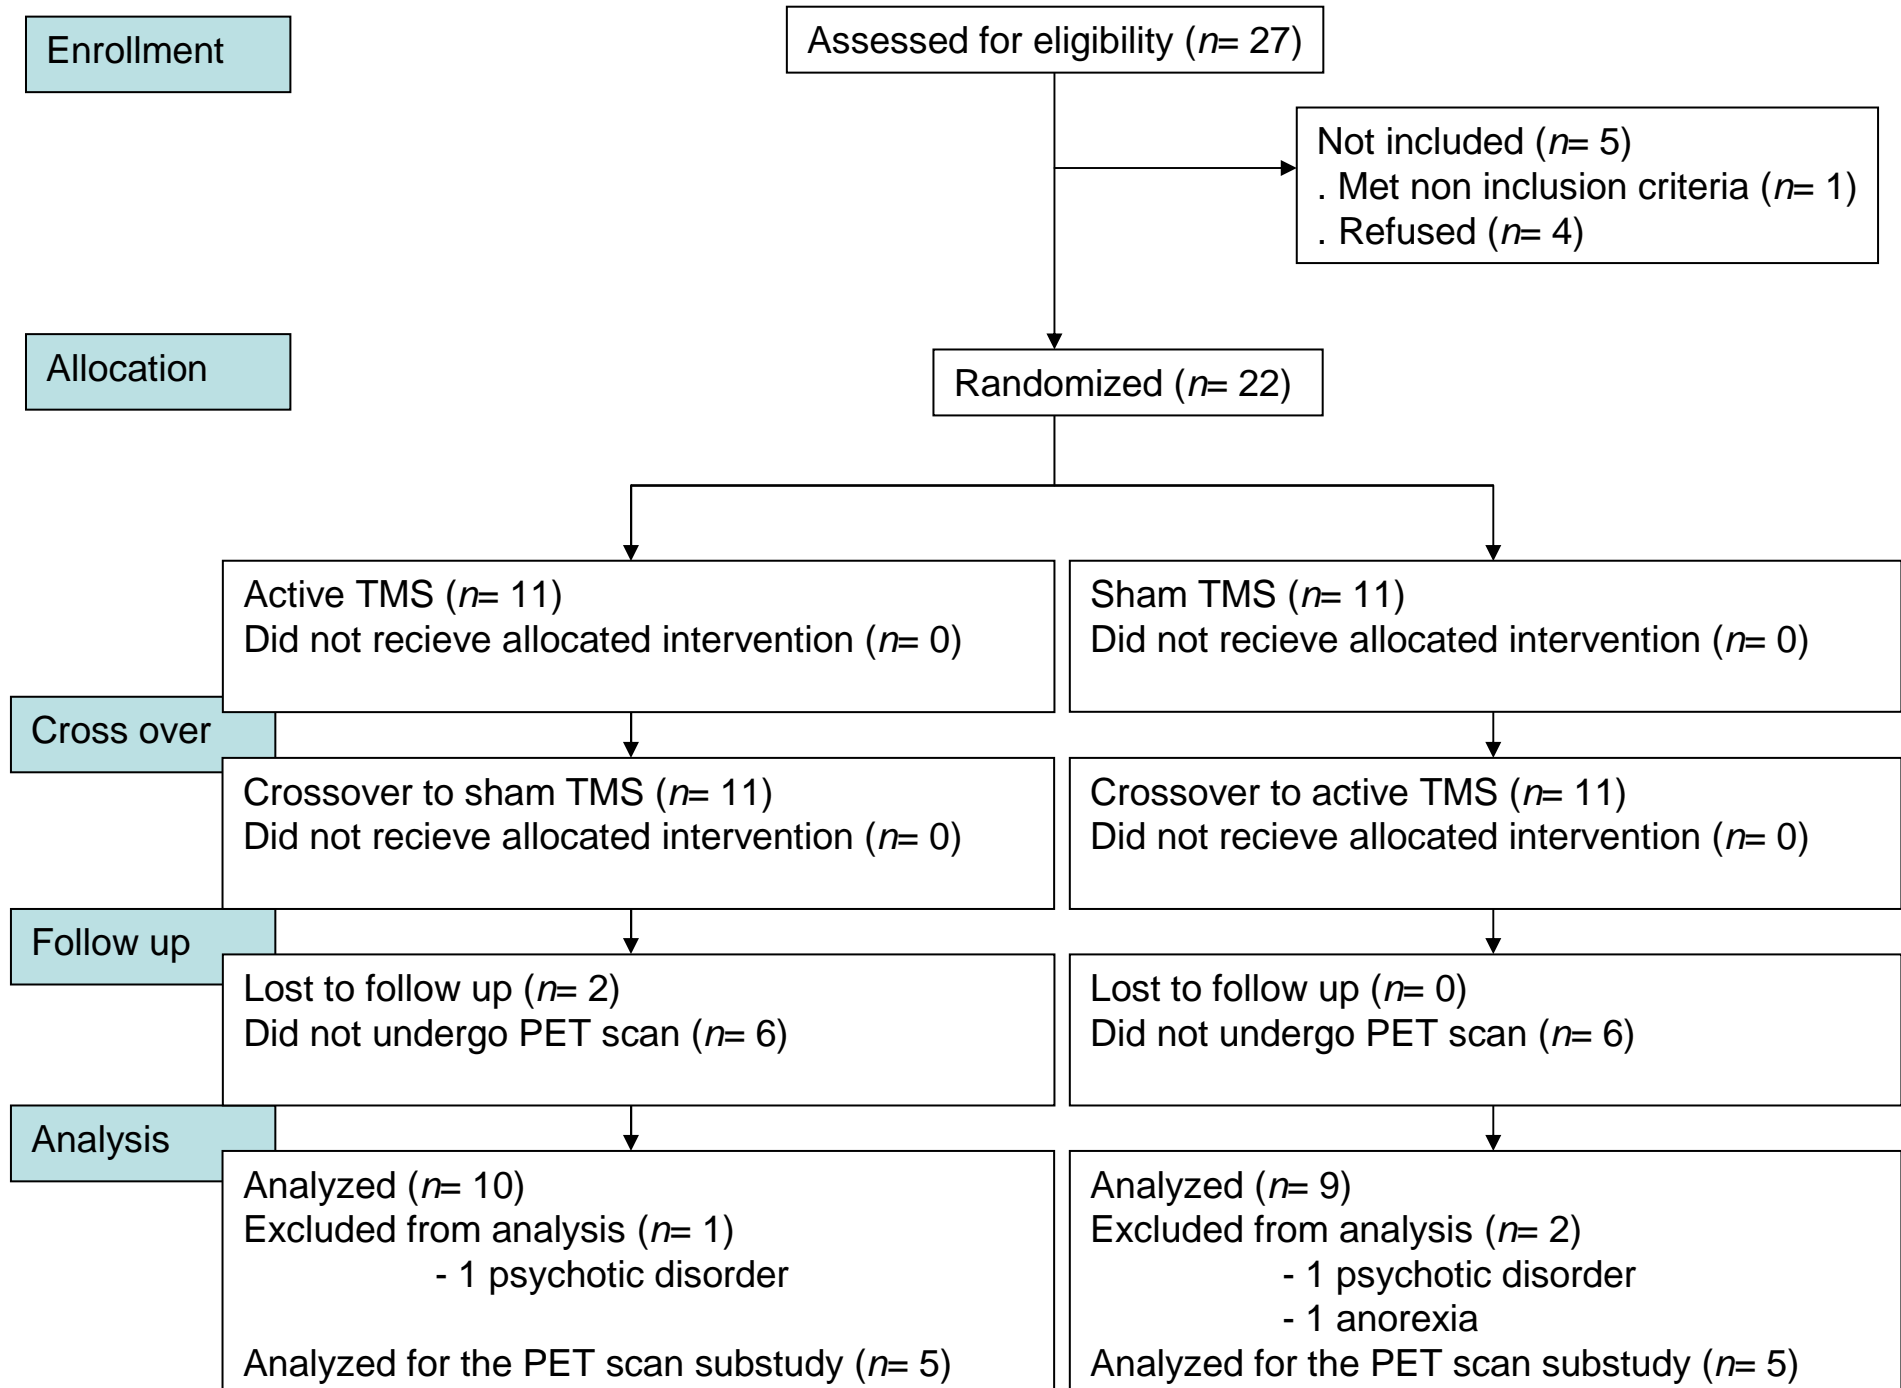 Enrollment
Assessed for eligibility (n= 27)
Not included (n= 5)
. Met non inclusion criteria (n= 1)
. Refused (n= 4)
Allocation
Randomized (n= 22)
Active TMS (n= 11)
Did not recieve allocated intervention (n= 0)
Sham TMS (n= 11)
Did not recieve allocated intervention (n= 0)
Cross over
Crossover to sham TMS (n= 11)
Did not recieve allocated intervention (n= 0)
Crossover to active TMS (n= 11)
Did not recieve allocated intervention (n= 0)
Follow up
Lost to follow up (n= 2)
Did not undergo PET scan (n= 6)
Lost to follow up (n= 0)
Did not undergo PET scan (n= 6)
Analysis
Analyzed (n= 10)
Excluded from analysis (n= 1)
- 1 psychotic disorder
Analyzed for the PET scan substudy (n= 5)
Analyzed (n= 9)
Excluded from analysis (n= 2)
- 1 psychotic disorder
- 1 anorexia
Analyzed for the PET scan substudy (n= 5)